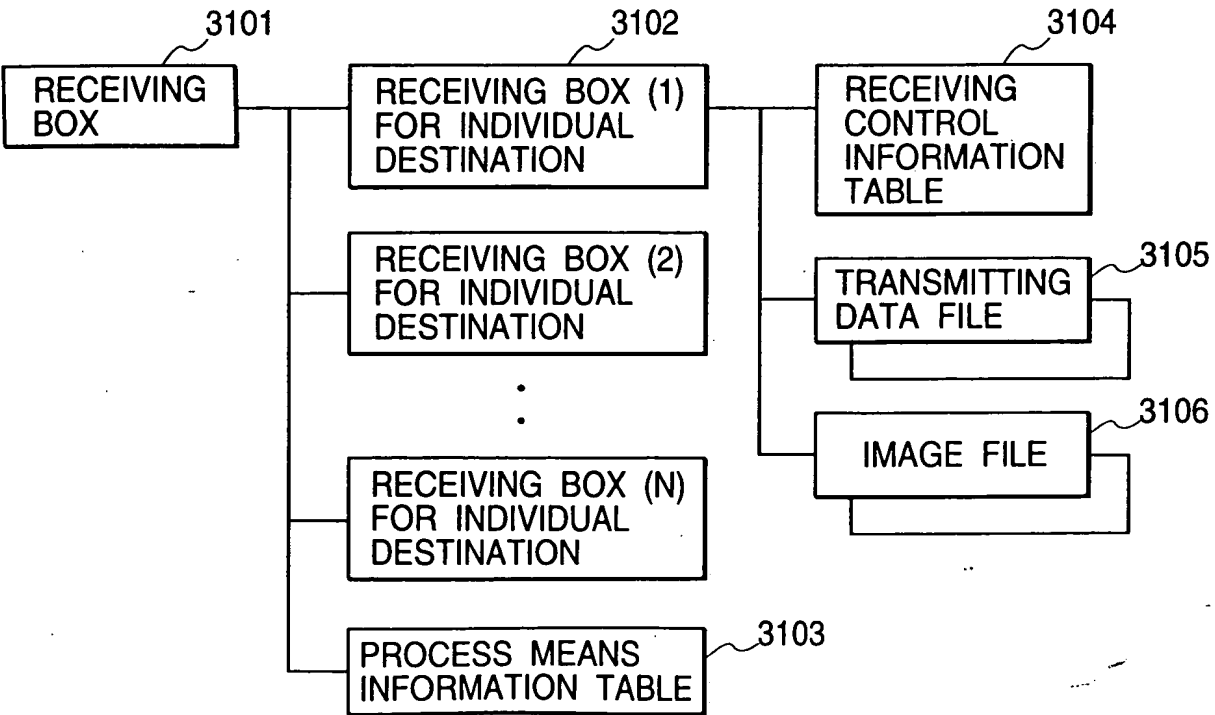 3101
RECEIVING
BOX
3102
RECEIVING BOX (1)
FOR INDIVIDUAL
DESTINATION
3104
RECEIVING
CONTROL
INFORMATION
TABLE
RECEIVING BOX (2)
FOR INDIVIDUAL
DESTINATION
3105
TRANSMITTING
DATA FILE
3106
IMAGE FILE
RECEIVING BOX (N)
FOR INDIVIDUAL
DESTINATION
3103
PROCESS MEANS
INFORMATION TABLE